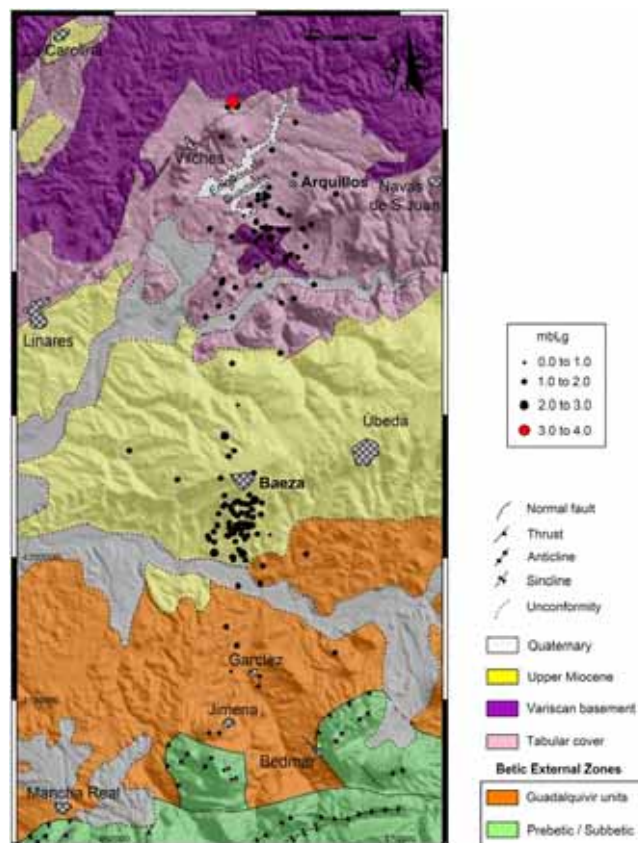 La Carolina
Vilches
Arquillos
Navas
de S Juan
Linares
Úbeda
Baeza
Garcíez
Jimena
Bedmar
Mancha Real
mbLg
0.0 to 1.0
1.0 to 2.0
2.0 to 3.0
3.0 to 4.0
Normal fault
Thrust
Anticline
Sincline
Unconformity
Quaternary
Upper Miocene
Variscan basement
Tabular cover
Betic External Zones
Guadalquivir units
Prebetic / Subbetic